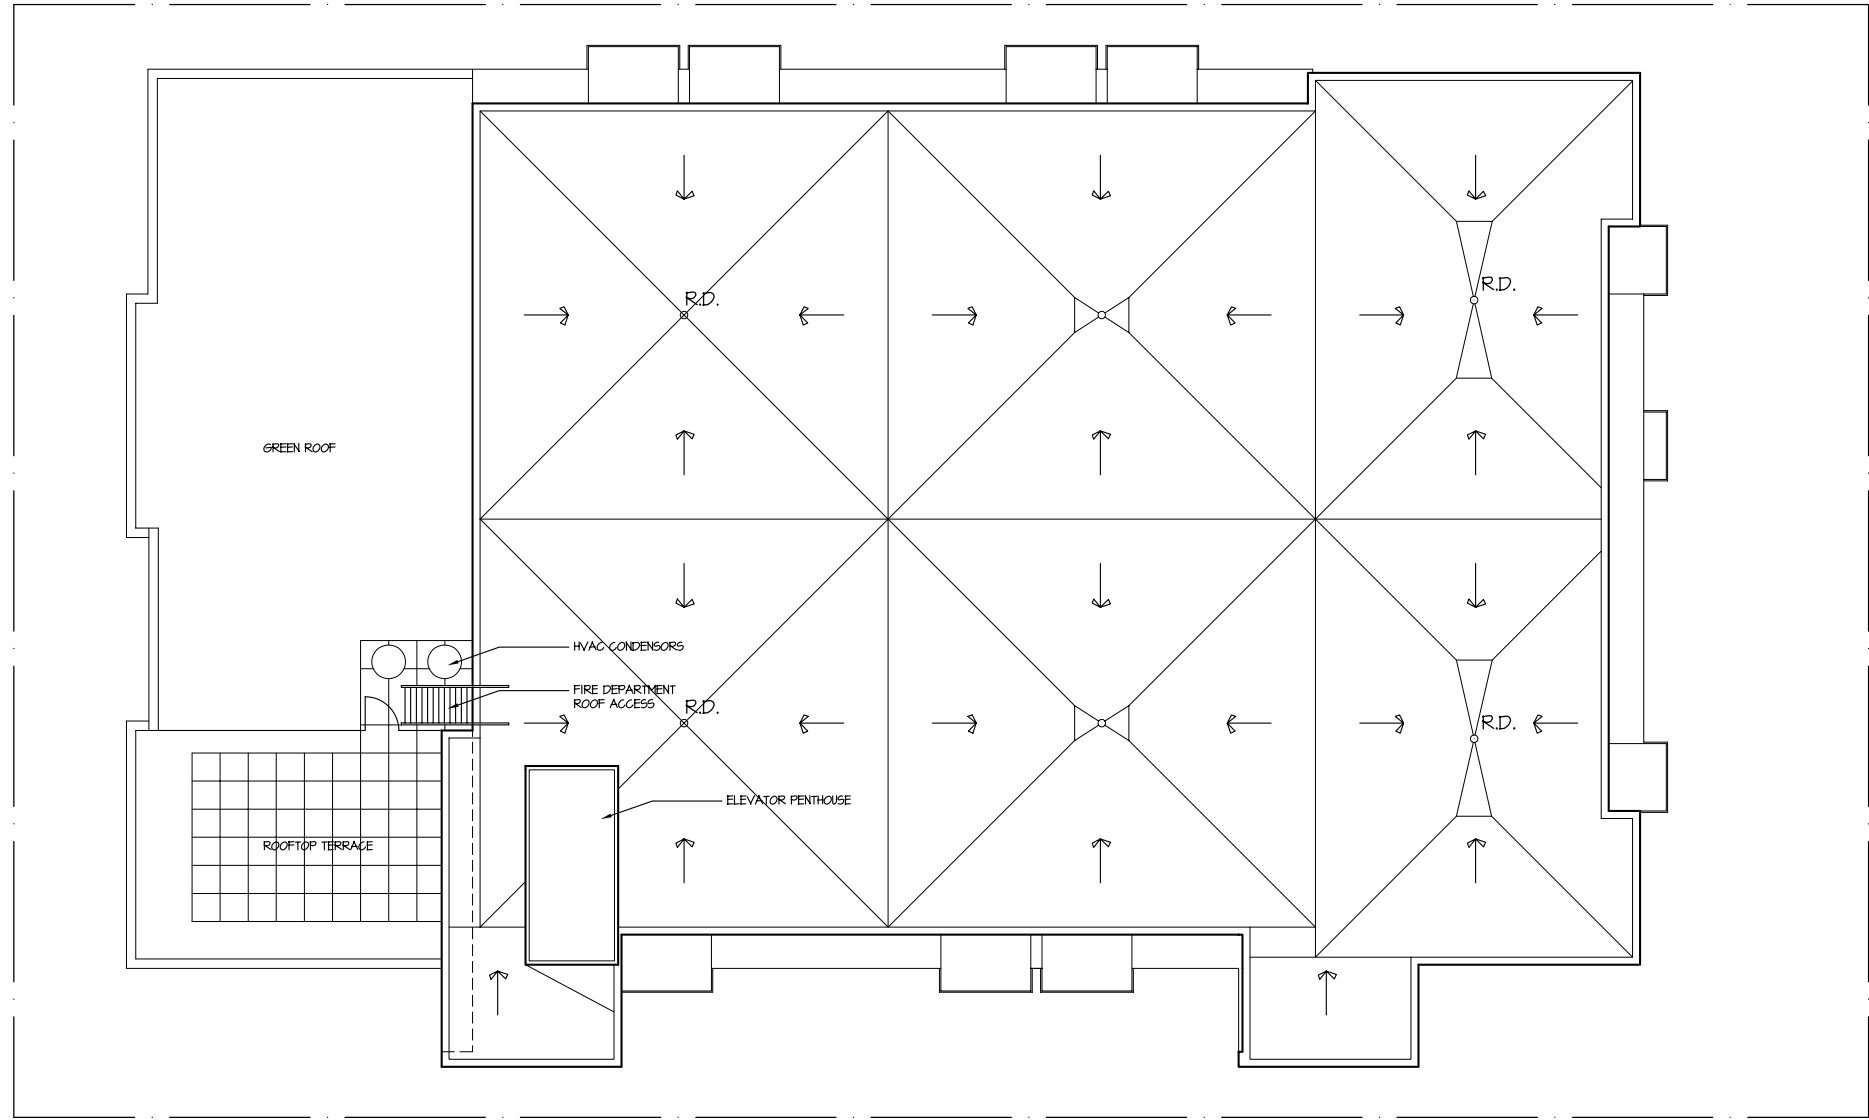 R.D.
R.D.
GREEN ROOF
HVAC CONDENSORS
FIRE DEPARTMENT
ROOF ACCESS
R.D.
R.D.
ELEVATOR PENTHOUSE
ROOFTOP TERRACE